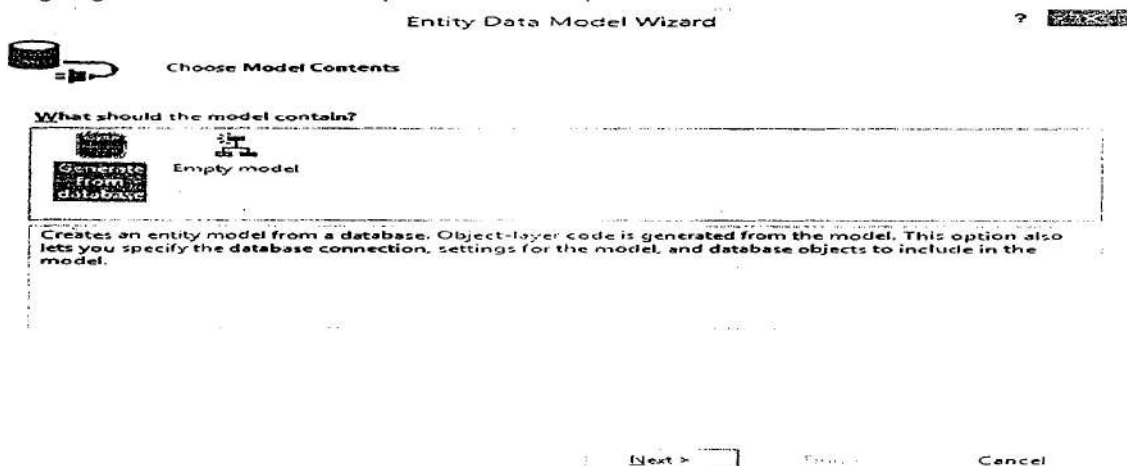 Entity Data Model Wizard
?
Choose Model Contents
What should the model contain?
Generate from database
Empty model
Creates an entity model from a database. Object-layer code is generated from the model. This option also
lets you specify the database connection, settings for the model, and database objects to include in the
model.
Next >
Cancel